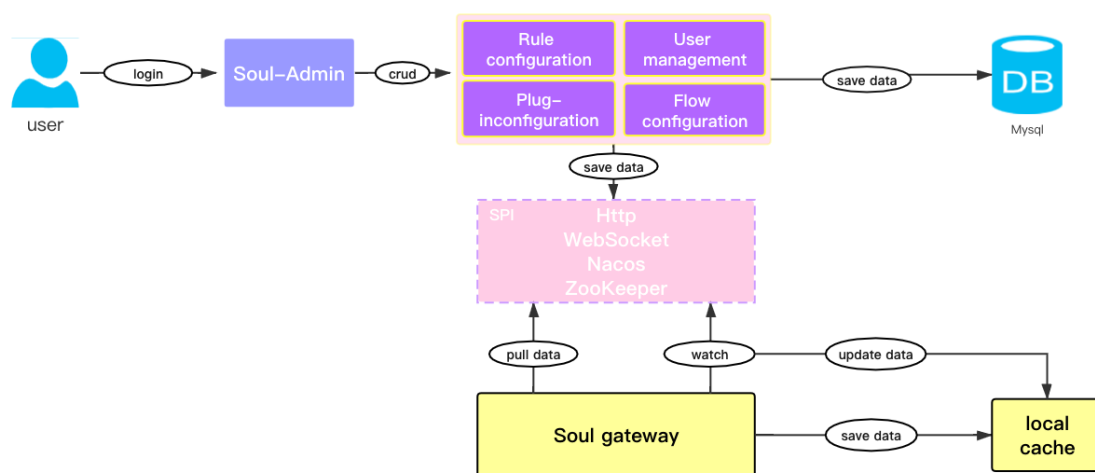 user
login
Soul-Admin
crud
Rule
configuration
User
management
Plug-
inconfiguration
Flow
configuration
save data
DB
Mysql
save data
SPI
Http
WebSocket
Nacos
ZooKeeper
pull data
watch
update data
Soul gateway
save data
local
cache